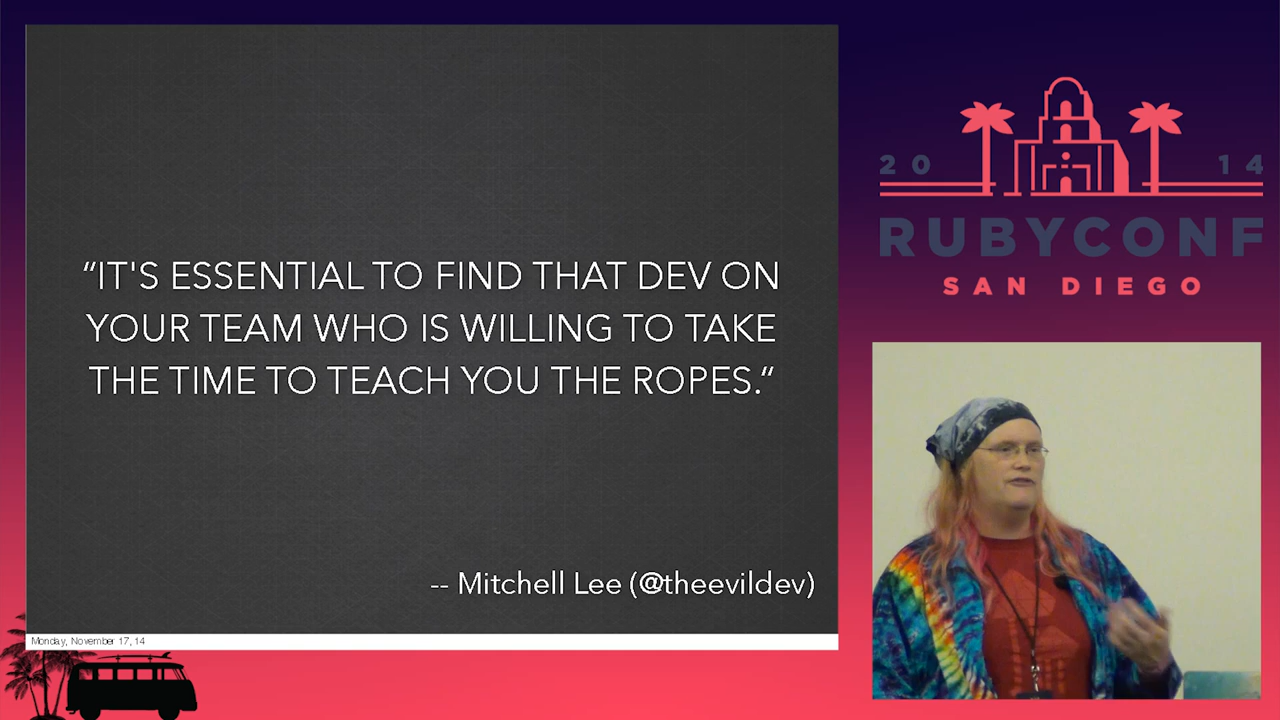 “IT'S ESSENTIAL TO FIND THAT DEV ON
YOUR TEAM WHO IS WILLING TO TAKE
THE TIME TO TEACH YOU THE ROPES.“
-- Mitchell Lee (@theevildev)
Monday, November 17, 14
20 14
RUBYCONF
SAN DIEGO